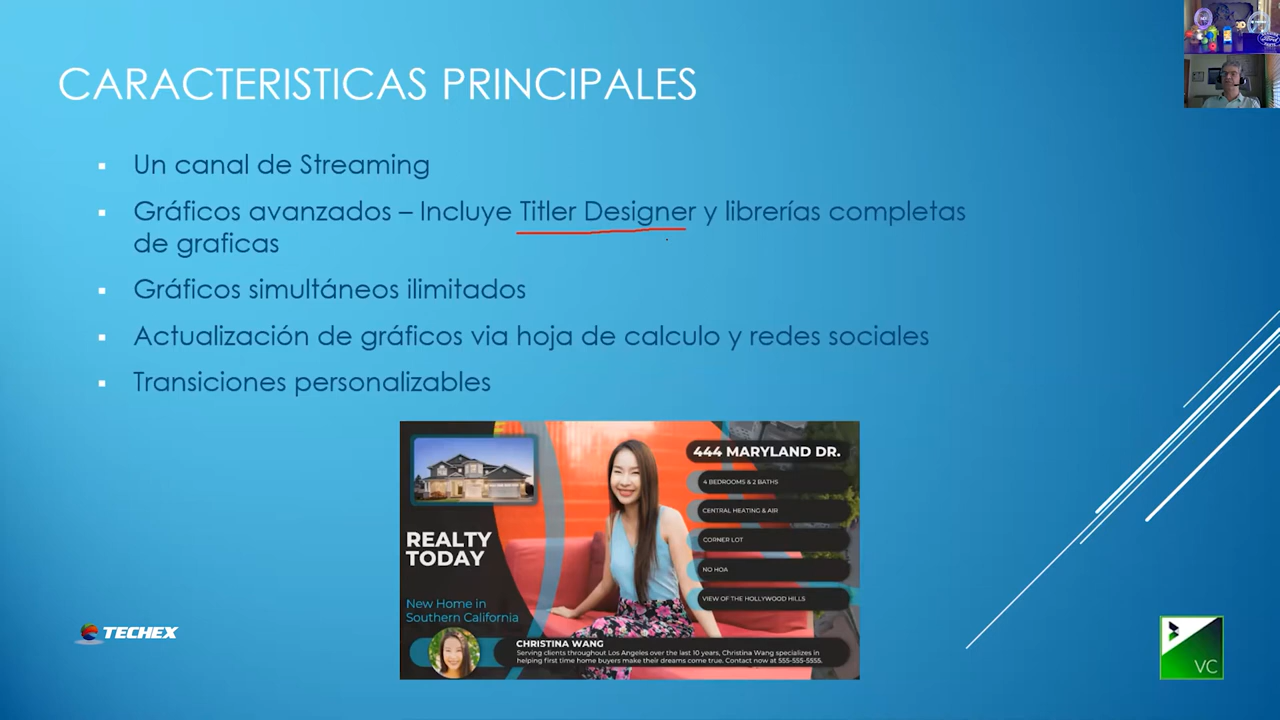 CARACTERISTICAS PRINCIPALES
Un canal de Streaming
Gráficos avanzados – Incluye Titler Designer y librerías completas
de graficas
Gráficos simultáneos ilimitados
Actualización de gráficos via hoja de calculo y redes sociales
Transiciones personalizables
444 MARYLAND DR.
4 BEDROOMS & 2 BATHS
CENTRAL HEATING & AIR
CORNER LOT
NO HOA
VIEW OF THE HOLLYWOOD HILLS
REALTY
TODAY
New Home in
Southern California
CHRISTINA WANG
Serving clients throughout Los Angeles over the last 10 years, Christina Wang specializes in
helping first time home buyers make their dreams come true. Contact now at 555-555-5555.
TECHEX
VC